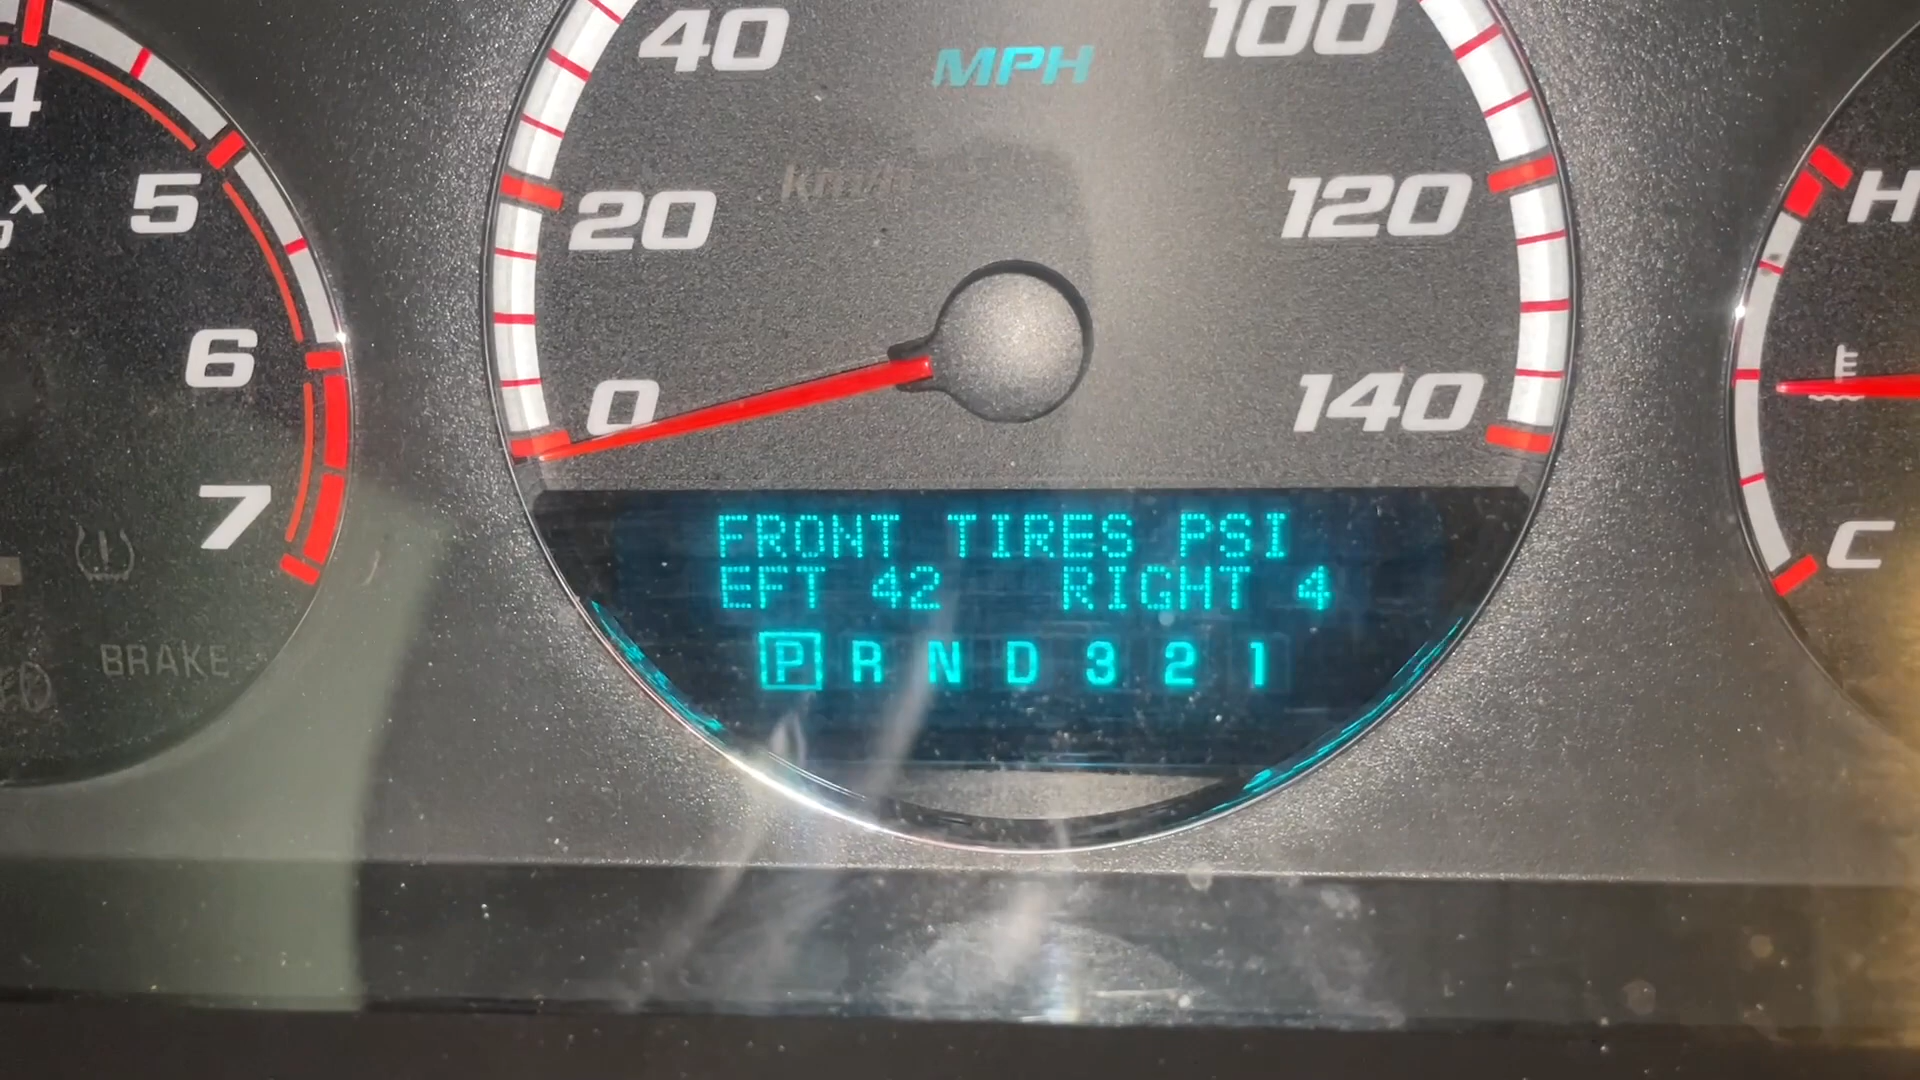 40 MPH 100
4
5 20 km/h 120 H
x
6
0 140
7 FRONT TIRES PSI C
EFT 42 RIGHT 4
BRAKE P R N D 3 2 1